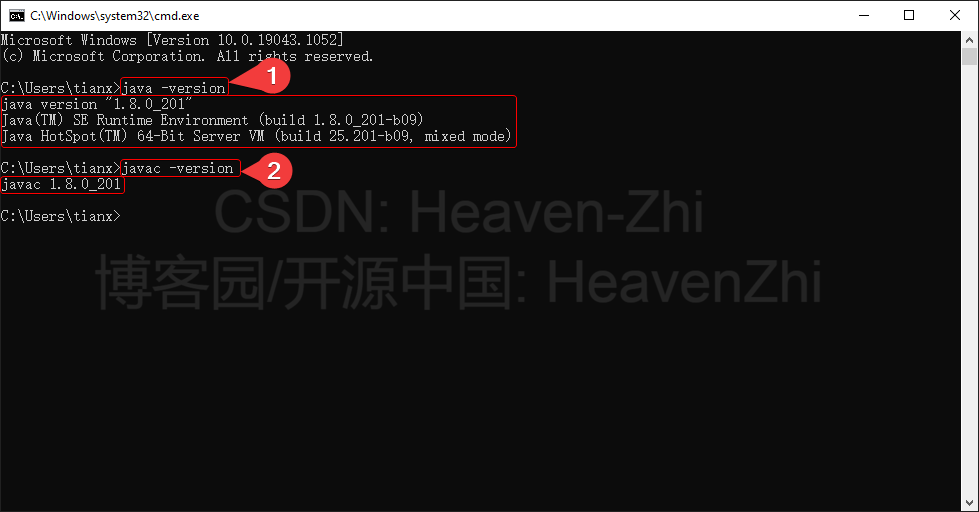 C:\Windows\system32\cmd.exe
Microsoft Windows [Version 10.0.19043.1052]
(c) Microsoft Corporation. All rights reserved.
C:\Users\tianx>java -version
1
java version "1.8.0_201"
Java(TM) SE Runtime Environment (build 1.8.0_201-b09)
Java HotSpot(TM) 64-Bit Server VM (build 25.201-b09, mixed mode)
C:\Users\tianx>javac -version
2
javac 1.8.0_201
C:\Users\tianx>
CSDN: Heaven-Zhi
博客园/开源中国: HeavenZhi